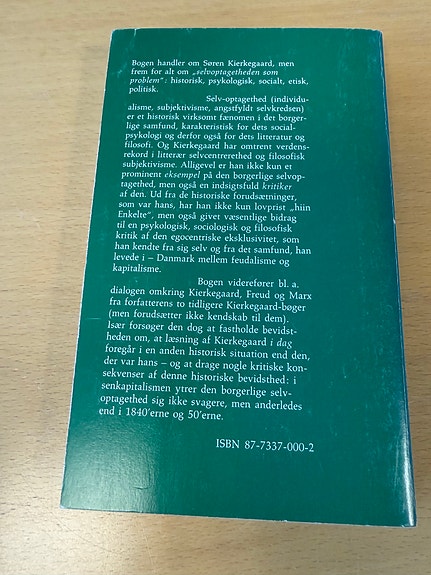 Bogen handler om Søren Kierkegaard, men
frem for alt om „selvoptagetheden som
problem“: historisk, psykologisk, socialt, etisk,
politisk.
Selv-optagethed (individu-
alisme, subjektivisme, angstfyldt selvkredsen)
er et historisk virksomt fænomen i det borger-
lige samfund, karakteristisk for dets social-
psykologi og derfor også for dets litteratur og
filosofi. Og Kierkegaard har omtrent verdens-
rekord i litterær selvcentrerethed og filosofisk
subjektivisme. Alligevel er han ikke kun et
prominent eksempel på den borgerlige selvop-
tagethed, men også en indsigtsfuld kritiker
af den. Ud fra de historiske forudsætninger,
som var hans, har han ikke kun lovprist „hiin
Enkelte“, men også givet væsentlige bidrag
til en psykologisk, sociologisk og filosofisk
kritik af den egocentriske eksklusivitet, som
han kendte fra sig selv og fra det samfund, han
levede i – Danmark mellem feudalisme og
kapitalisme.
Bogen viderefører bl. a.
dialogen omkring Kierkegaard, Freud og Marx
fra forfatterens to tidligere Kierkegaard-bøger
(men forudsætter ikke kendskab til dem).
Især forsøger den dog at fastholde bevidst-
heden om, at læsning af Kierkegaard i dag
foregår i en anden historisk situation end den,
der var hans – og at drage nogle kritiske kon-
sekvenser af denne historiske bevidsthed: i
senkapitalismen ytrer den borgerlige selv-
optagethed sig ikke svagere, men anderledes
end i 1840'erne og 50'erne.
ISBN 87-7337-000-2